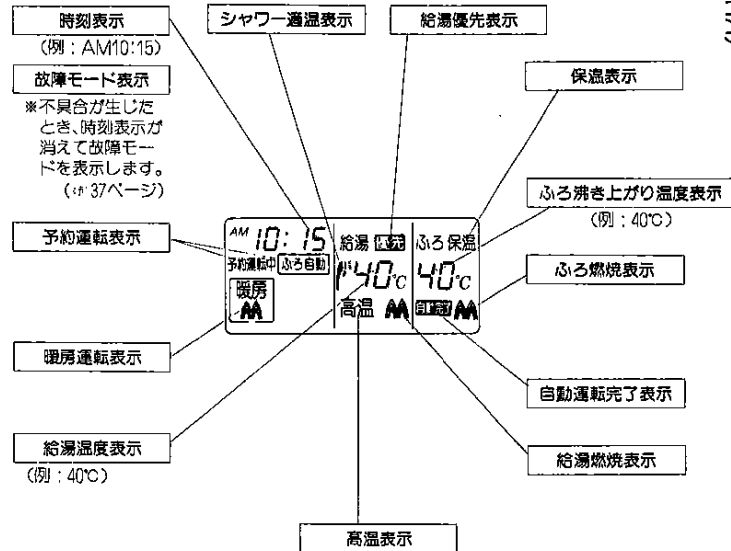 時刻表示
(例：AM10:15)
シャワー適温表示
給湯優先表示
故障モード表示
※不具合が生じた
とき、時刻表示が
消えて故障モー
ドを表示します。
(☞37ページ)
保温表示
ふろ沸き上がり温度表示
(例：40℃)
予約運転表示
AM 10:15
予約運転中 ふろ自動
暖房
給湯 優先
40℃
高温
ふろ 保温
40℃
自動完了
ふろ燃焼表示
暖房運転表示
自動運転完了表示
給湯温度表示
(例：40℃)
給湯燃焼表示
高温表示